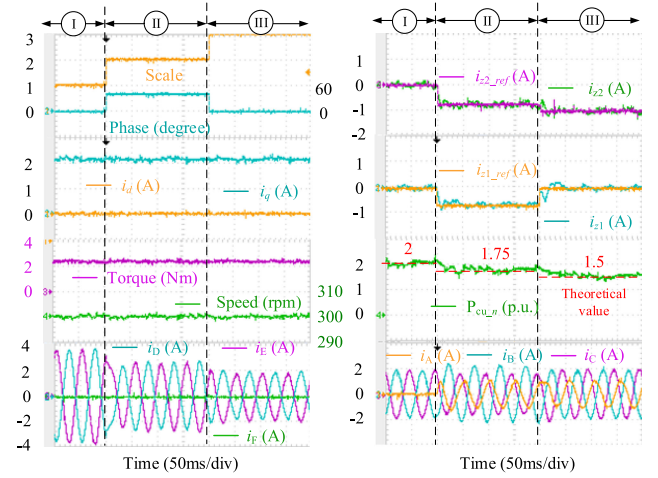 I II III
3
2
1
0
Scale
60
0
Phase (degree)
2
1
0
i_d (A)
i_q (A)
4
2
0
Torque (Nm)
Speed (rpm)
310
300
290
4
2
0
-2
-4
i_D (A)
i_E (A)
i_F (A)
Time (50ms/div)
I II III
1
0
-1
-2
i_z2_ref (A)
i_z2 (A)
1
0
-1
i_z1_ref (A)
i_z1 (A)
2
1
0
2
1.75
1.5
P_cu_n (p.u.)
Theoretical
value
2
0
-2
i_A (A)
i_B (A)
i_C (A)
Time (50ms/div)